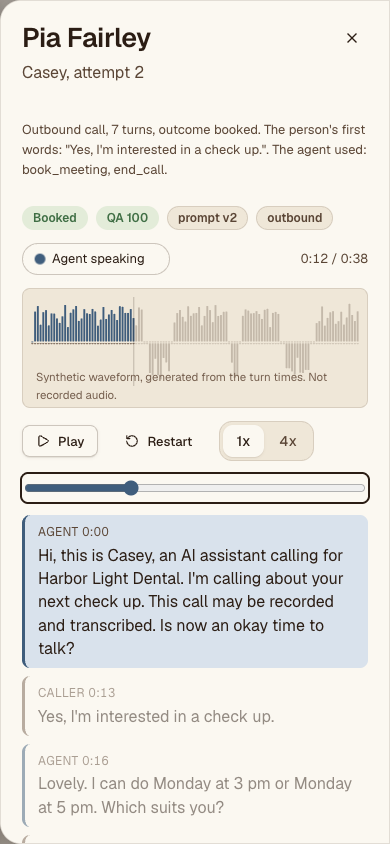 Pia Fairley
Casey, attempt 2
Outbound call, 7 turns, outcome booked. The person's first
words: "Yes, I'm interested in a check up.". The agent used:
book_meeting, end_call.
Booked QA 100 prompt v2 outbound
Agent speaking 0:12 / 0:38
Synthetic waveform, generated from the turn times. Not
recorded audio.
Play Restart 1x 4x
AGENT 0:00
Hi, this is Casey, an AI assistant calling for
Harbor Light Dental. I'm calling about your
next check up. This call may be recorded
and transcribed. Is now an okay time to
talk?
CALLER 0:13
Yes, I'm interested in a check up.
AGENT 0:16
Lovely. I can do Monday at 3 pm or Monday
at 5 pm. Which suits you?